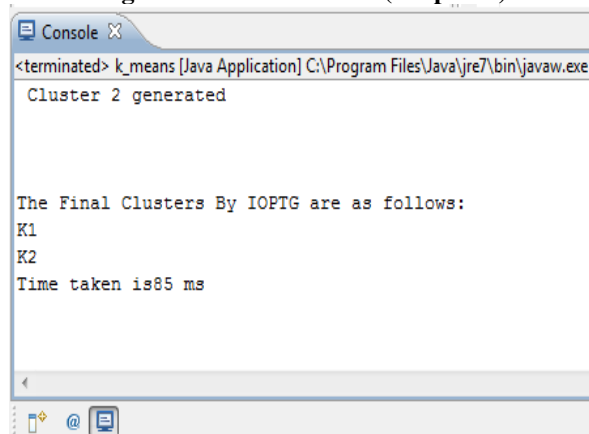 Console
<terminated> k_means [Java Application] C:\Program Files\Java\jre7\bin\javaw.exe
Cluster 2 generated
The Final Clusters By IOPTG are as follows:
K1
K2
Time taken is85 ms
@